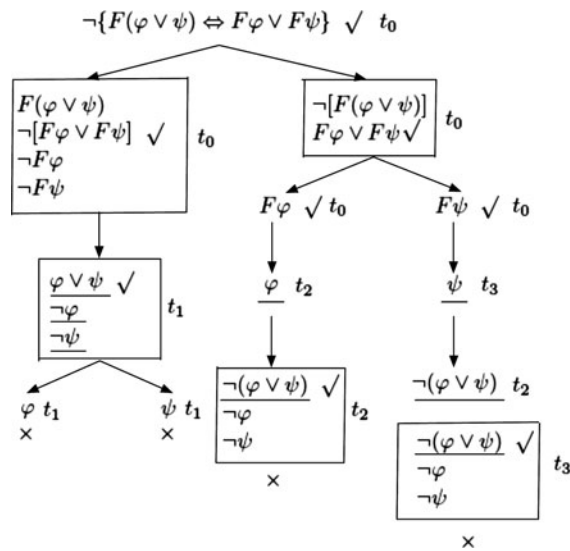 ¬{F(φ ∨ ψ) ⇔ Fφ ∨ Fψ} √ t₀
F(φ ∨ ψ)
¬[Fφ ∨ Fψ] √
¬Fφ
¬Fψ
t₀
¬[F(φ ∨ ψ)]
Fφ ∨ Fψ √
t₀
Fφ √ t₀
Fψ √ t₀
φ ∨ ψ √
¬φ
¬ψ
t₁
φ t₂
ψ t₃
φ t₁
×
ψ t₁
×
¬(φ ∨ ψ) √
¬φ
¬ψ
t₂
×
¬(φ ∨ ψ) t₂
¬(φ ∨ ψ) √
¬φ
¬ψ
t₃
×